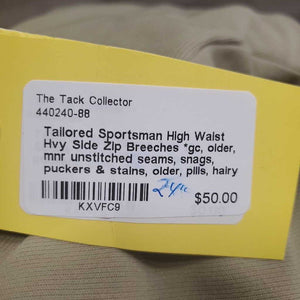 The Tack Collector
440240-88
Tailored Sportsman High Waist
Hvy Side Zip Breeches *gc, older,
mnr unstitched seams, snags,
puckers & stains, older, pills, hairy
KXVFC9
$50.00